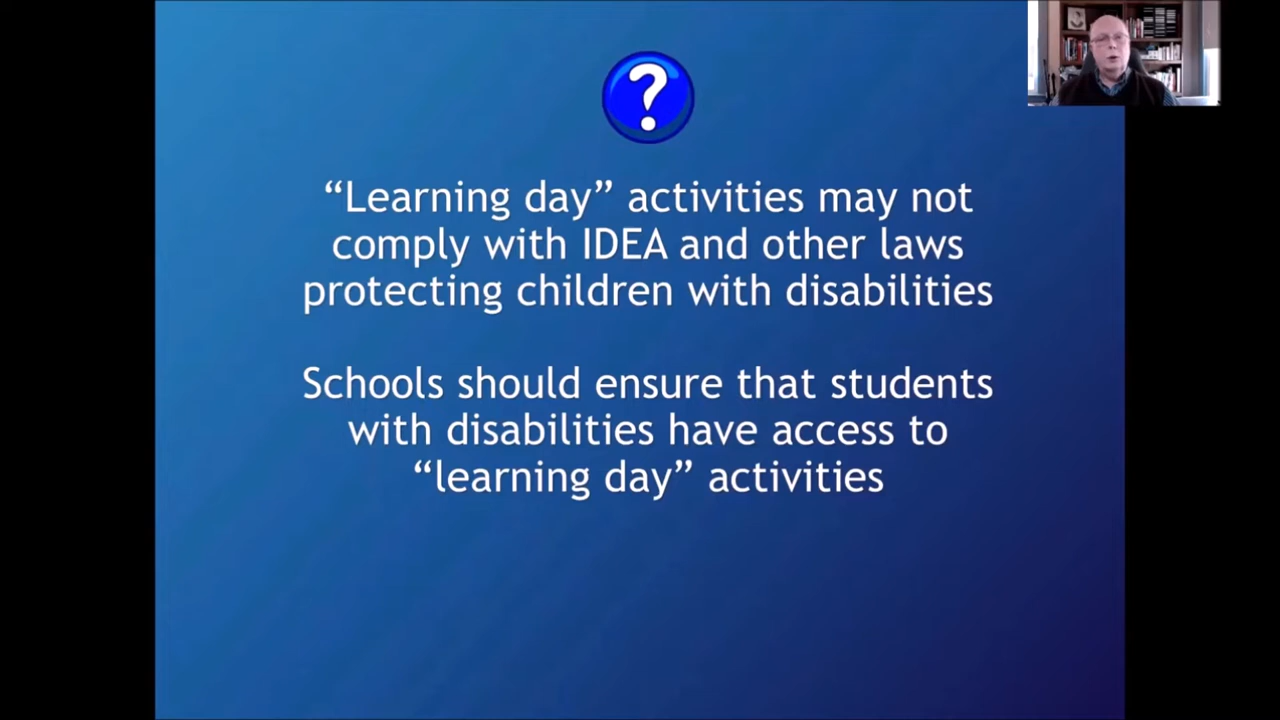 ?
“Learning day” activities may not
comply with IDEA and other laws
protecting children with disabilities
Schools should ensure that students
with disabilities have access to
“learning day” activities